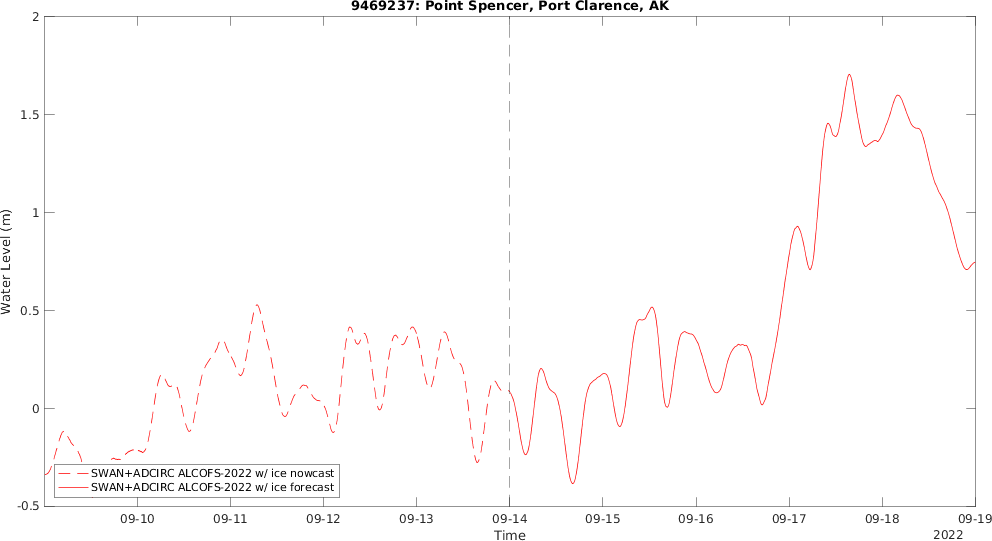 9469237: Point Spencer, Port Clarence, AK
2
1.5
1
0.5
0
-0.5
Water Level (m)
SWAN+ADCIRC ALCOFS-2022 w/ ice nowcast
SWAN+ADCIRC ALCOFS-2022 w/ ice forecast
09-10 09-11 09-12 09-13 09-14 09-15 09-16 09-17 09-18 09-19
Time
2022